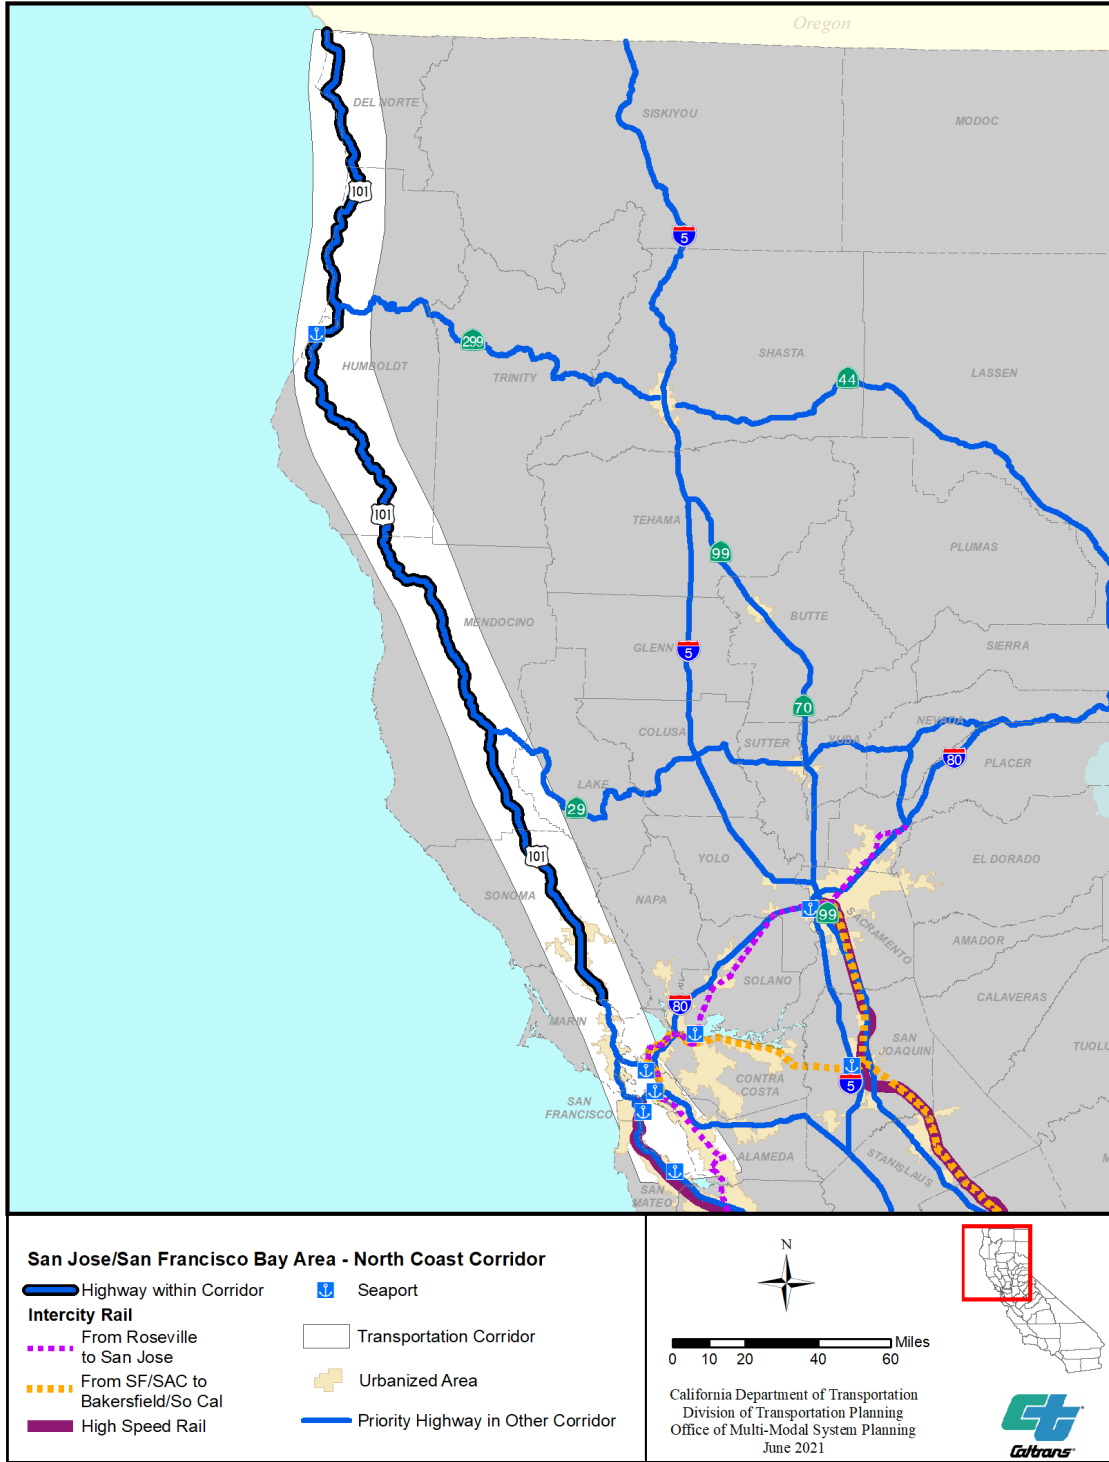 Oregon
DEL NORTE
SISKIYOU
MODOC
101
5
299
HUMBOLDT
TRINITY
SHASTA
44
LASSEN
101
TEHAMA
99
PLUMAS
MENDOCINO
BUTTE
GLENN
5
SIERRA
70
COLUSA
SUTTER
YUBA
NEVADA
80
PLACER
LAKE
29
101
YOLO
EL DORADO
SONOMA
NAPA
99
SACRAMENTO
AMADOR
SOLANO
CALAVERAS
80
MARIN
SAN
JOAQUIN
TUOLU
CONTRA
COSTA
5
SAN
FRANCISCO
ALAMEDA
STANISLAUS
M
SAN
MATEO
San Jose/San Francisco Bay Area - North Coast Corridor
Highway within Corridor
Seaport
Intercity Rail
From Roseville
to San Jose
Transportation Corridor
From SF/SAC to
Bakersfield/So Cal
Urbanized Area
High Speed Rail
Priority Highway in Other Corridor
N
Miles
0 10 20 40 60
California Department of Transportation
Division of Transportation Planning
Office of Multi-Modal System Planning
June 2021
ct
Caltrans